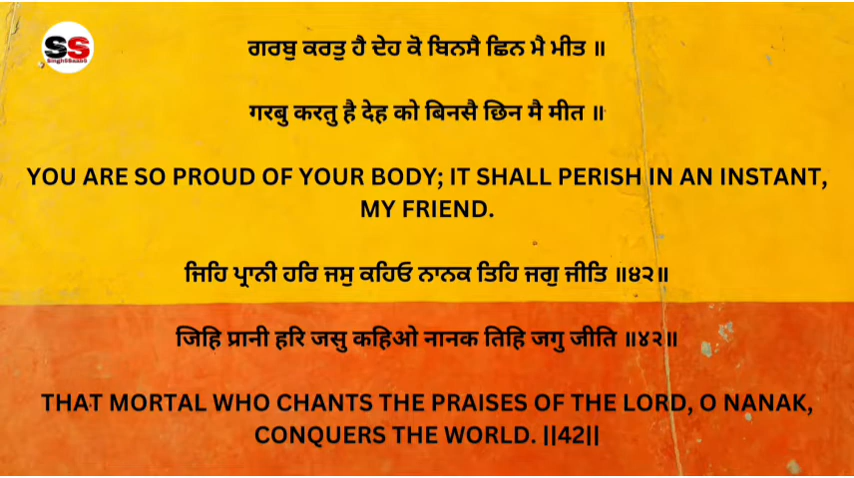 SS
SinghSbaanS
ਗਰਬੁ ਕਰਤੁ ਹੈ ਦੇਹ ਕੋ ਬਿਨਸੈ ਛਿਨ ਮੈ ਮੀਤ ॥
गरबु करतु है देह को बिनसै छिन मै मीत ॥
YOU ARE SO PROUD OF YOUR BODY; IT SHALL PERISH IN AN INSTANT,
MY FRIEND.
ਜਿਹਿ ਪ੍ਰਾਨੀ ਹਰਿ ਜਸੁ ਕਹਿਓ ਨਾਨਕ ਤਿਹਿ ਜਗੁ ਜੀਤਿ ॥੪੨॥
जिहि प्रानी हरि जसु कहिओ नानक तिहि जगु जीति ॥४२॥
THAT MORTAL WHO CHANTS THE PRAISES OF THE LORD, O NANAK,
CONQUERS THE WORLD. ||42||